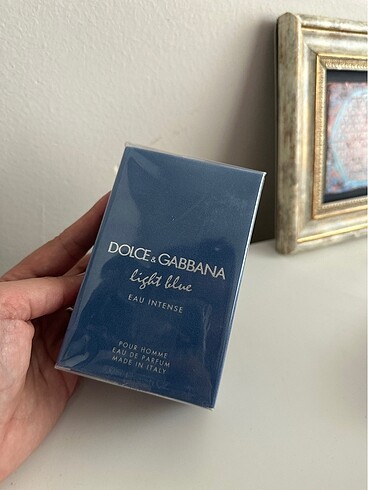 DOLCE & GABBANA
light blue
EAU INTENSE
POUR HOMME
EAU DE PARFUM
MADE IN ITALY